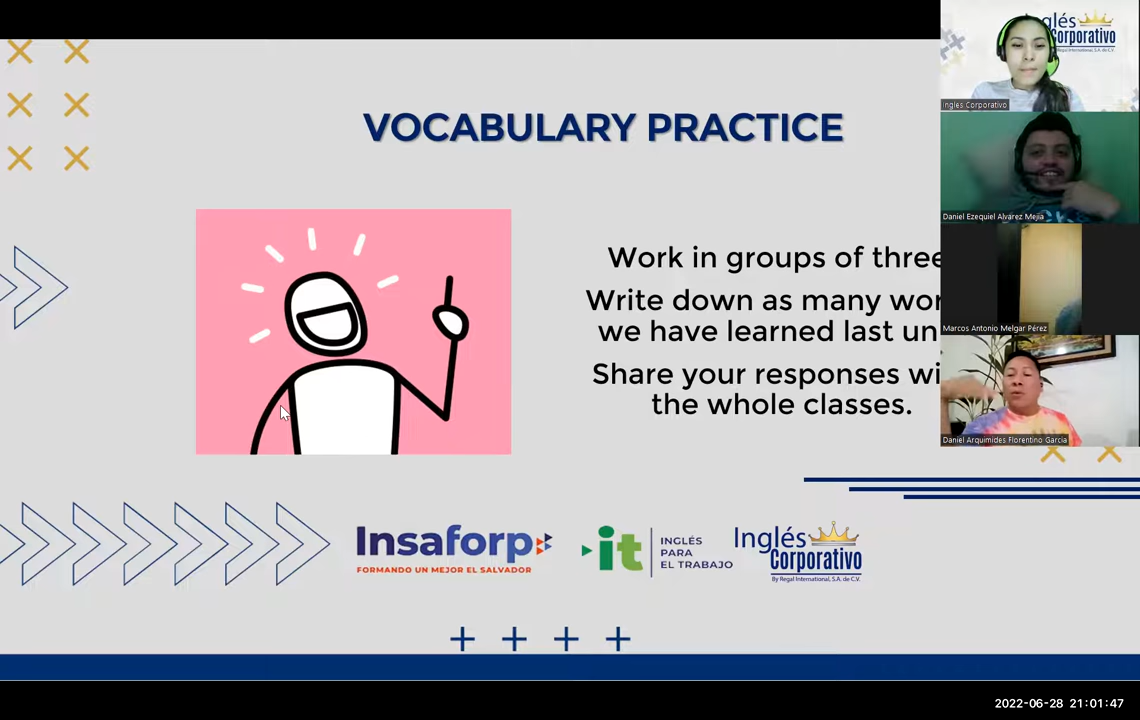 VOCABULARY PRACTICE
Work in groups of three
Write down as many wor
we have learned last un
Share your responses wi
the whole classes.
Insaforp
FORMANDO UN MEJOR EL SALVADOR
it
INGLÉS
PARA
EL TRABAJO
Inglés
Corporativo
By Regal International, S.A. de C.V.
glés
Corporativo
Ingles Corporativo
Daniel Ezequiel Alvarez Mejia
Marcos Antonio Melgar Pérez
Daniel Arquimides Florentino Garcia
2022-06-28 21:01:47